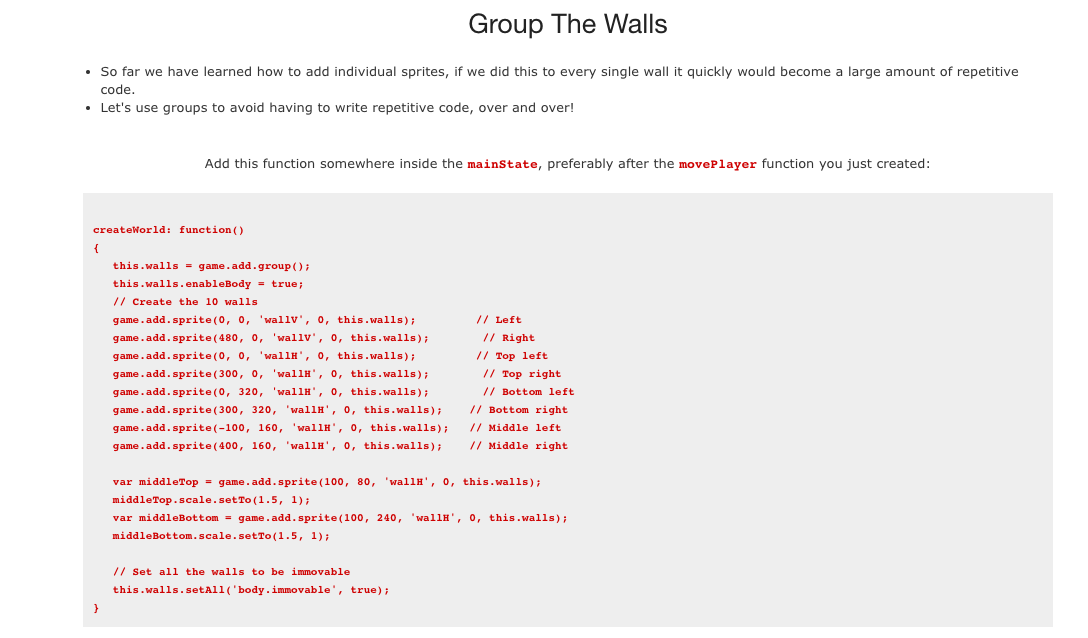 Group The Walls
• So far we have learned how to add individual sprites, if we did this to every single wall it quickly would become a large amount of repetitive
code.
• Let's use groups to avoid having to write repetitive code, over and over!
Add this function somewhere inside the mainState, preferably after the movePlayer function you just created:
createWorld: function()
{
   this.walls = game.add.group();
   this.walls.enableBody = true;
   // Create the 10 walls
   game.add.sprite(0, 0, 'wallV', 0, this.walls);         // Left
   game.add.sprite(480, 0, 'wallV', 0, this.walls);        // Right
   game.add.sprite(0, 0, 'wallH', 0, this.walls);         // Top left
   game.add.sprite(300, 0, 'wallH', 0, this.walls);        // Top right
   game.add.sprite(0, 320, 'wallH', 0, this.walls);        // Bottom left
   game.add.sprite(300, 320, 'wallH', 0, this.walls);    // Bottom right
   game.add.sprite(-100, 160, 'wallH', 0, this.walls);   // Middle left
   game.add.sprite(400, 160, 'wallH', 0, this.walls);    // Middle right

   var middleTop = game.add.sprite(100, 80, 'wallH', 0, this.walls);
   middleTop.scale.setTo(1.5, 1);
   var middleBottom = game.add.sprite(100, 240, 'wallH', 0, this.walls);
   middleBottom.scale.setTo(1.5, 1);

   // Set all the walls to be immovable
   this.walls.setAll('body.immovable', true);
}